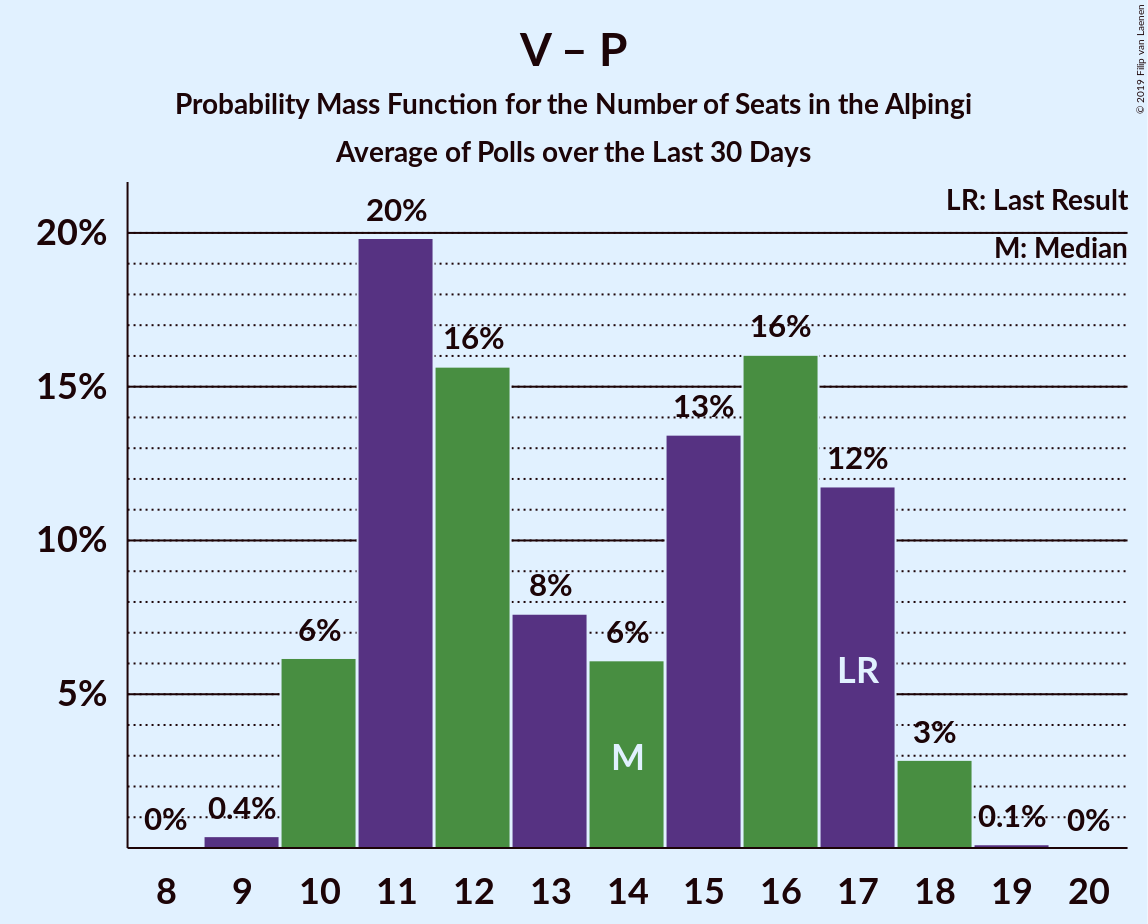 V – P
Probability Mass Function for the Number of Seats in the Alþingi
Average of Polls over the Last 30 Days
© 2019 Filip van Laenen
LR: Last Result
M: Median
20%
15%
10%
5%
0%
0.4%
6%
20%
16%
8%
6%
13%
16%
12%
3%
0.1%
0%
M
LR
8 9 10 11 12 13 14 15 16 17 18 19 20